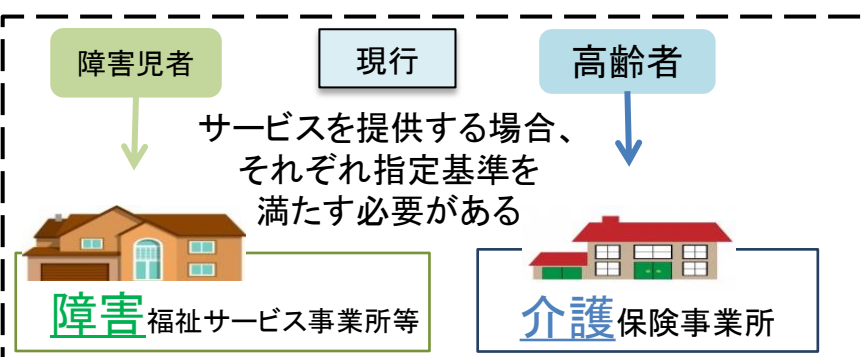 障害児者
現行
高齢者
サービスを提供する場合、
それぞれ指定基準を
満たす必要がある
障害福祉サービス事業所等
介護保険事業所